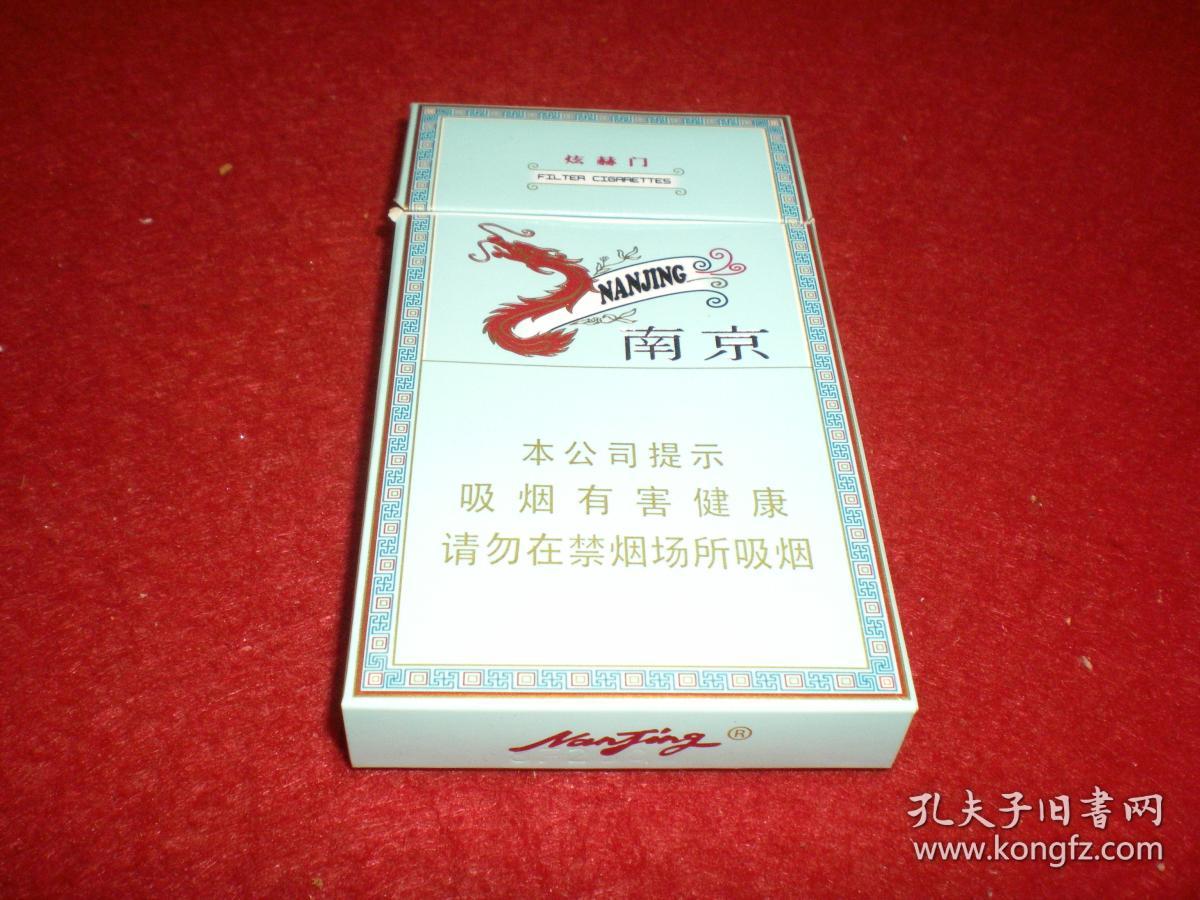 炫赫门
FILTER CIGARETTES
NANJING
南京
本公司提示
吸烟有害健康
请勿在禁烟场所吸烟
NanJing ®
孔夫子旧書网
www.kongfz.com